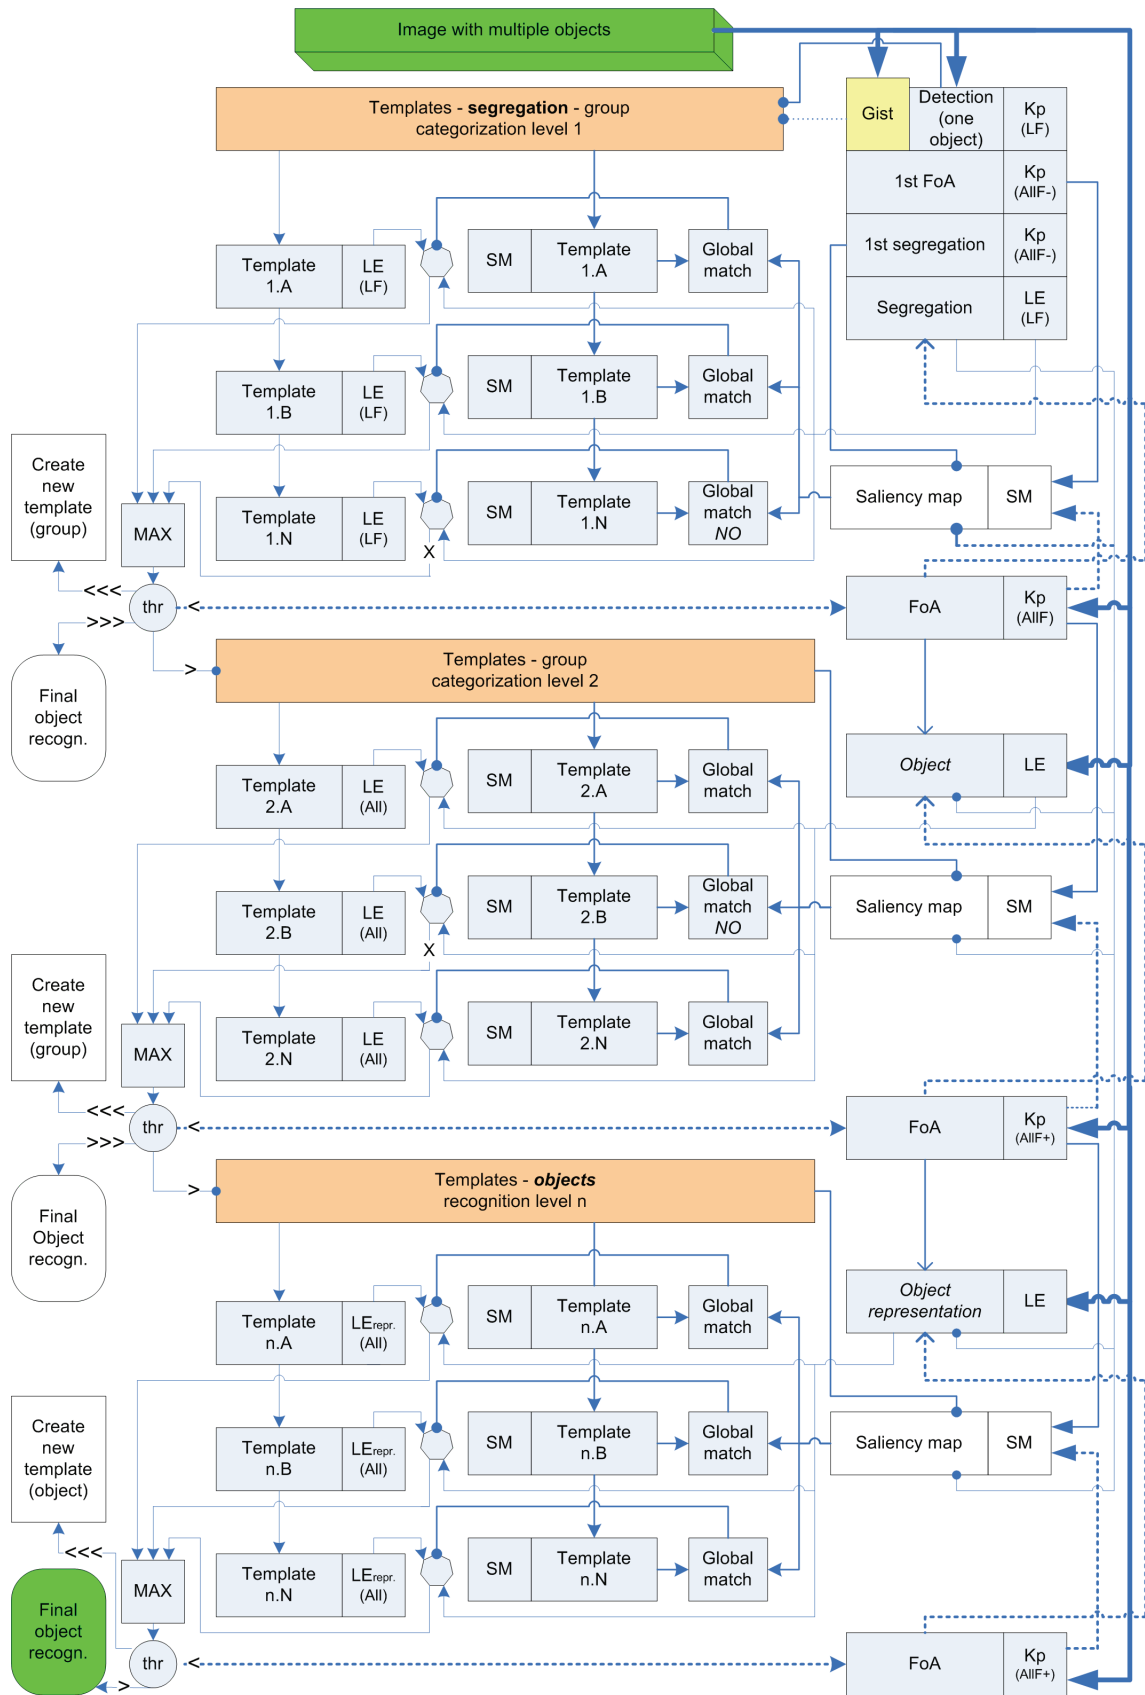 Image with multiple objects
Templates - segregation - group
categorization level 1
Gist
Detection
(one
object)
Kp
(LF)
1st FoA
Kp
(AllF-)
1st segregation
Kp
(AllF-)
Segregation
LE
(LF)
Template
1.A
LE
(LF)
SM
Template
1.A
Global
match
Template
1.B
LE
(LF)
SM
Template
1.B
Global
match
Template
1.N
LE
(LF)
SM
Template
1.N
Global
match
NO
X
Saliency map
SM
Create
new
template
(group)
MAX
<<<
thr
<
>>>
>
Final
object
recogn.
FoA
Kp
(AllF)
Templates - group
categorization level 2
Object
LE
Template
2.A
LE
(All)
SM
Template
2.A
Global
match
Template
2.B
LE
(All)
SM
Template
2.B
Global
match
NO
X
Saliency map
SM
Template
2.N
LE
(All)
SM
Template
2.N
Global
match
Create
new
template
(group)
MAX
<<<
thr
<
>>>
>
Final
Object
recogn.
FoA
Kp
(AllF+)
Templates - objects
recognition level n
Object
representation
LE
Template
n.A
LErepr.
(All)
SM
Template
n.A
Global
match
Template
n.B
LErepr.
(All)
SM
Template
n.B
Global
match
Saliency map
SM
Template
n.N
LErepr.
(All)
SM
Template
n.N
Global
match
Create
new
template
(object)
<<<
MAX
thr
<
>
Final
object
recogn.
FoA
Kp
(AllF+)